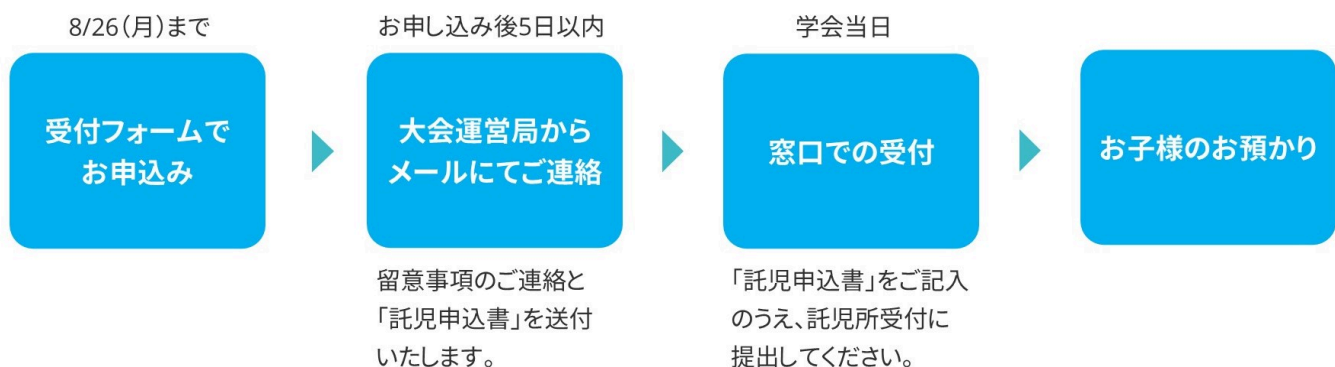 8/26(月)まで
受付フォームで
お申込み
お申し込み後5日以内
大会運営局から
メールにてご連絡
留意事項のご連絡と
「託児申込書」を送付
いたします。
学会当日
窓口での受付
「託児申込書」をご記入
のうえ、託児所受付に
提出してください。
お子様のお預かり